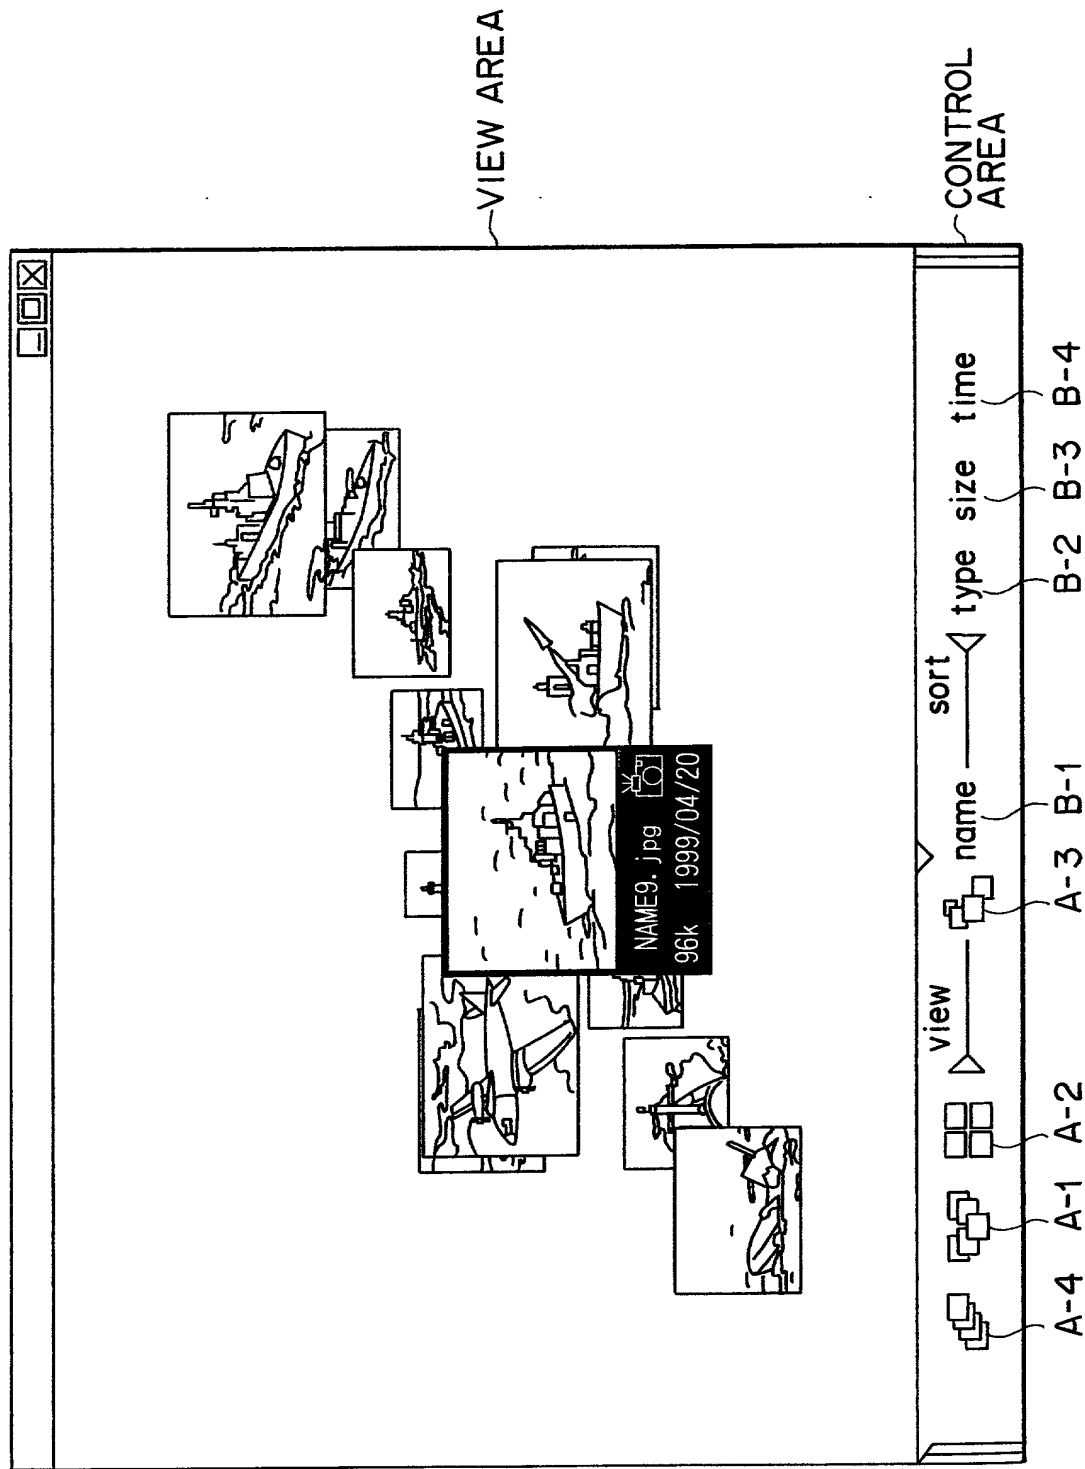 VIEW AREA
NAME9.jpg
96k 1999/04/20
view
sort
name
type
size
time
CONTROL
AREA
A-4
A-1
A-2
A-3
B-1
B-2
B-3
B-4